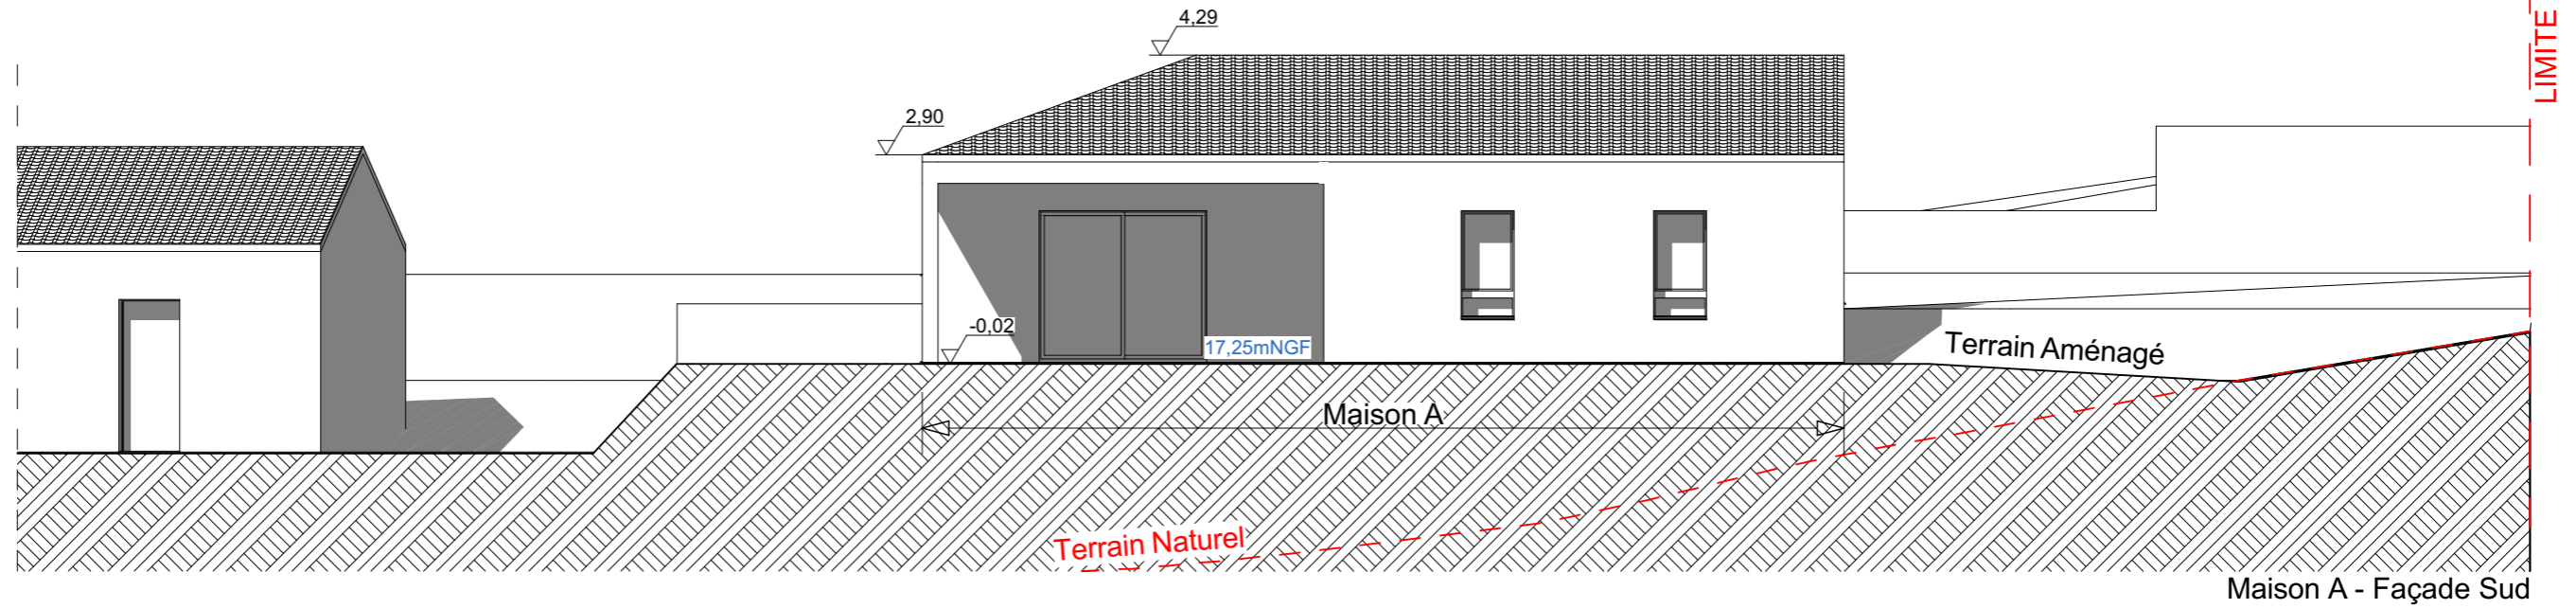 4,29
LIMITE
2,90
-0,02
17,25mNGF
Terrain Aménagé
Maison A
Terrain Naturel
Maison A - Façade Sud